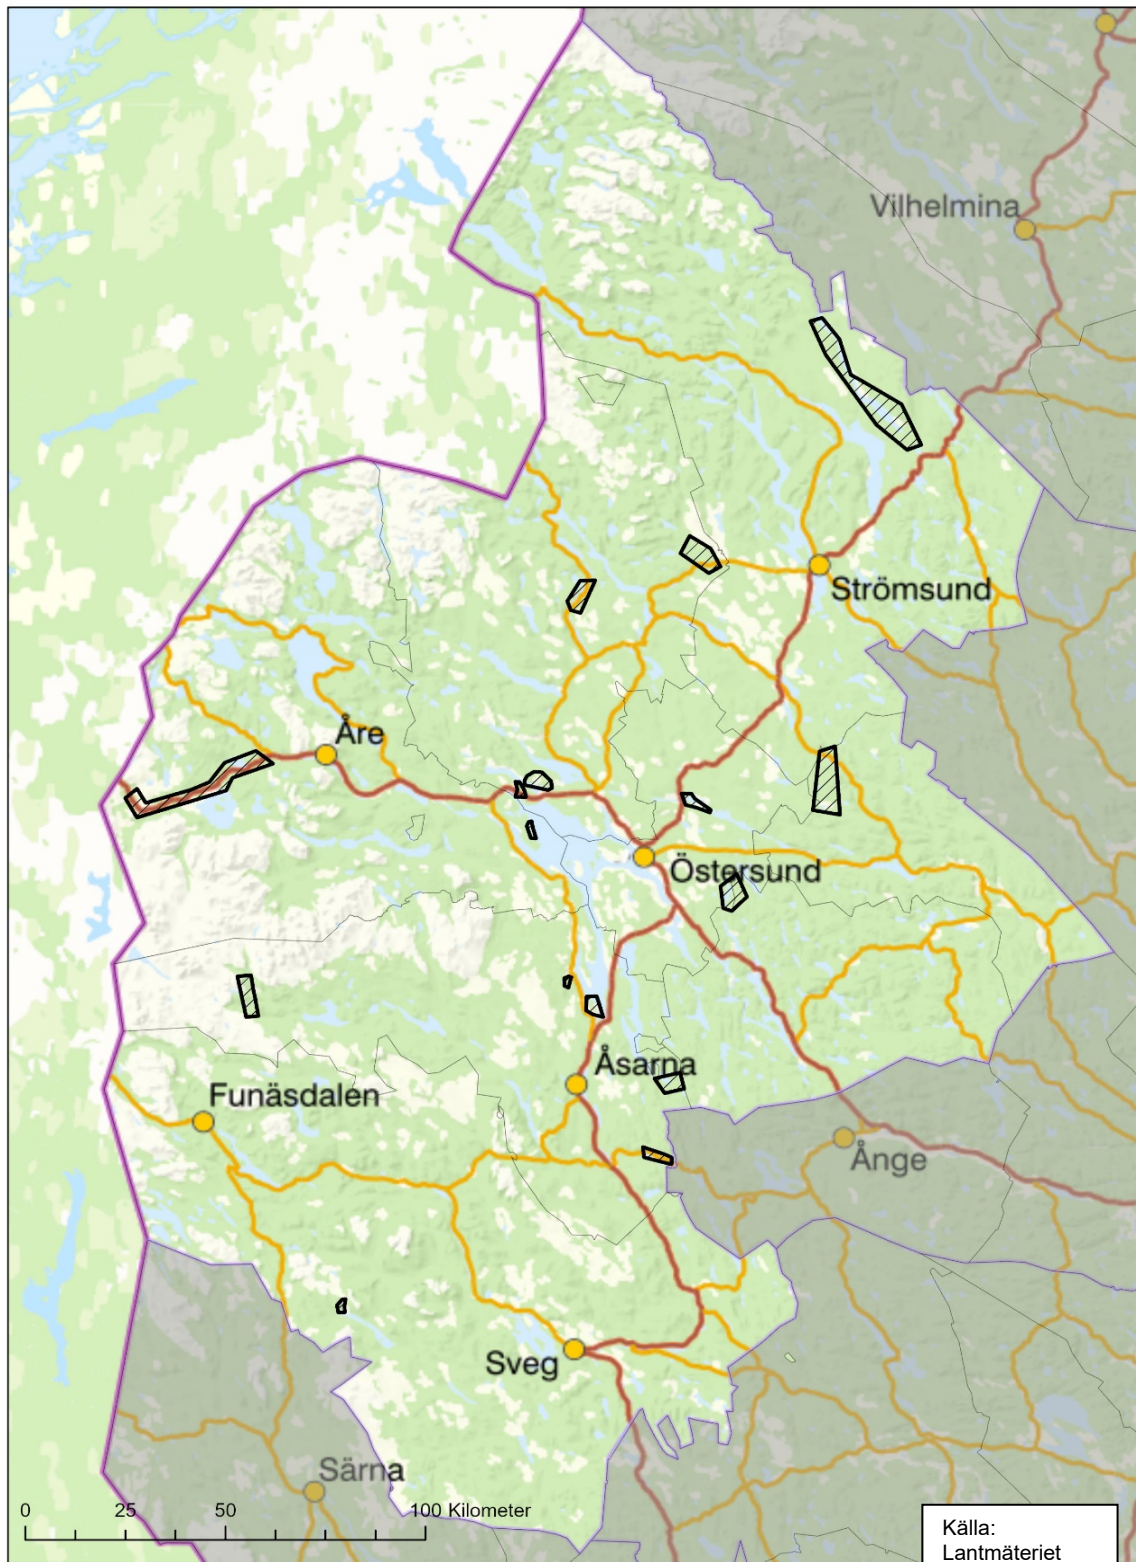 Vilhelmina
Strömsund
Åre
Östersund
Åsarna
Funäsdalen
Ånge
Sveg
Särna
0 25 50 100 Kilometer
Källa:
Lantmäteriet